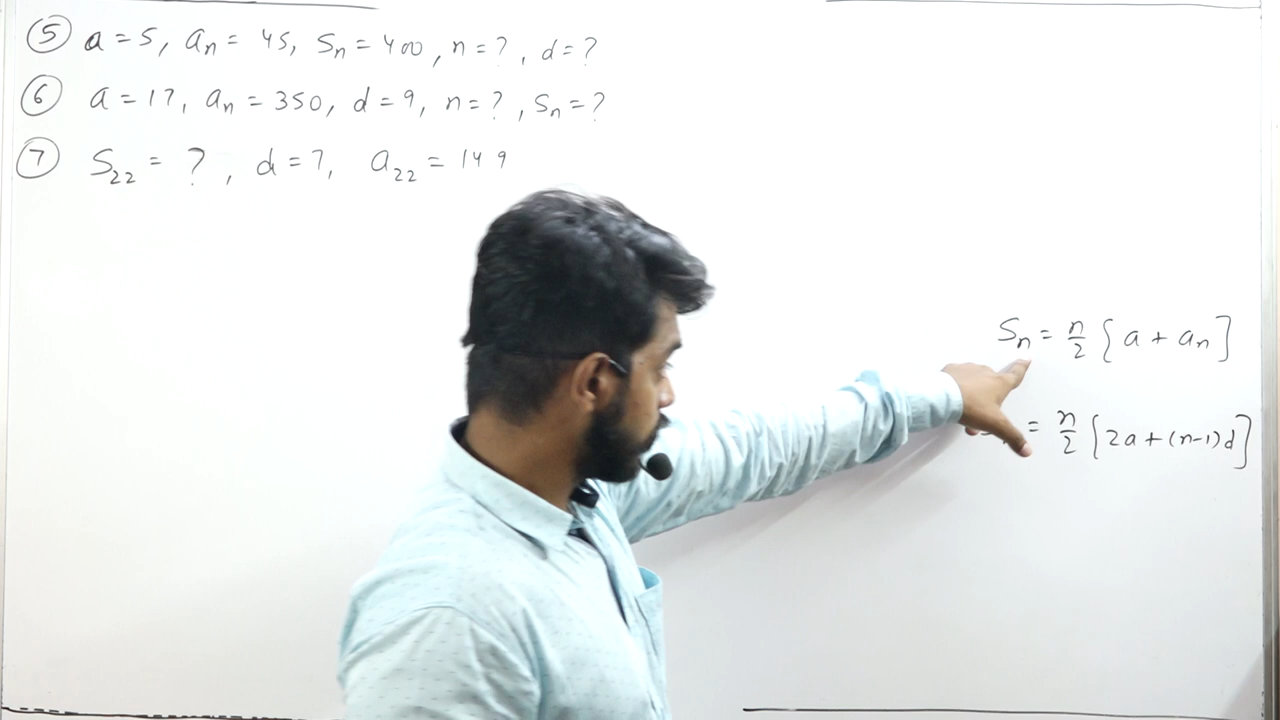 ⑤ a = 5, aₙ = 45, Sₙ = 400, n = ?, d = ?
⑥ a = 17, aₙ = 350, d = 9, n = ?, Sₙ = ?
⑦ S₂₂ = ?, d = 7, a₂₂ = 149
Sₙ = n/2 [a + aₙ]
= n/2 [2a + (n-1)d]